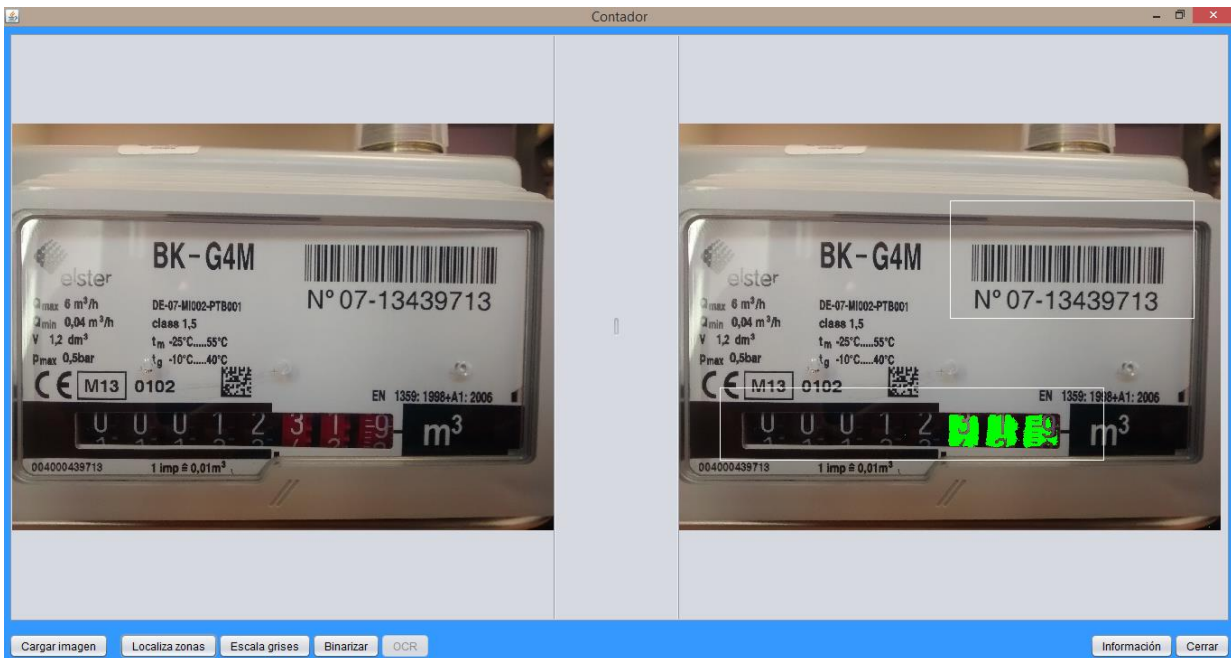 Contador
elster
BK-G4M
Nº 07-13439713
Qmax 6 m³/h DE-07-MI002-PTB001
Qmin 0,04 m³/h class 1,5
V 1,2 dm³ tm -25°C.....55°C
pmax 0,5bar tg -10°C.....40°C
CE M13 0102
EN 1359: 1998+A1: 2006
0 0 0 1 2 3 1 9 m³
004000439713 1 imp ≙ 0,01m³
elster
BK-G4M
Nº 07-13439713
Qmax 6 m³/h DE-07-MI002-PTB001
Qmin 0,04 m³/h class 1,5
V 1,2 dm³ tm -25°C.....55°C
pmax 0,5bar tg -10°C.....40°C
CE M13 0102
EN 1359: 1998+A1: 2006
0 0 0 1 2 m³
004000439713 1 imp ≙ 0,01m³
Cargar imagen Localiza zonas Escala grises Binarizar OCR Información Cerrar